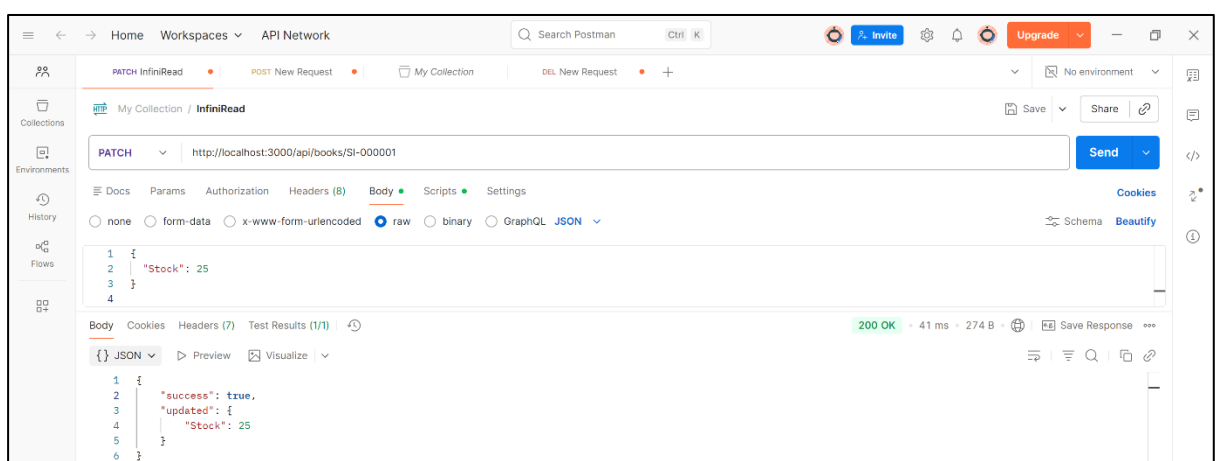 Home Workspaces API Network Search Postman Ctrl K Invite Upgrade
PATCH InfiniRead POST New Request My Collection DEL New Request + No environment
HTTP My Collection / InfiniRead Save Share
Collections
PATCH http://localhost:3000/api/books/SI-000001 Send
Environments
Docs Params Authorization Headers (8) Body Scripts Settings Cookies
History
none form-data x-www-form-urlencoded raw binary GraphQL JSON Schema Beautify
Flows
1 {
2 "Stock": 25
3 }
4
Body Cookies Headers (7) Test Results (1/1) 200 OK 41 ms 274 B Save Response
{} JSON Preview Visualize
1 {
2 "success": true,
3 "updated": {
4 "Stock": 25
5 }
6 }